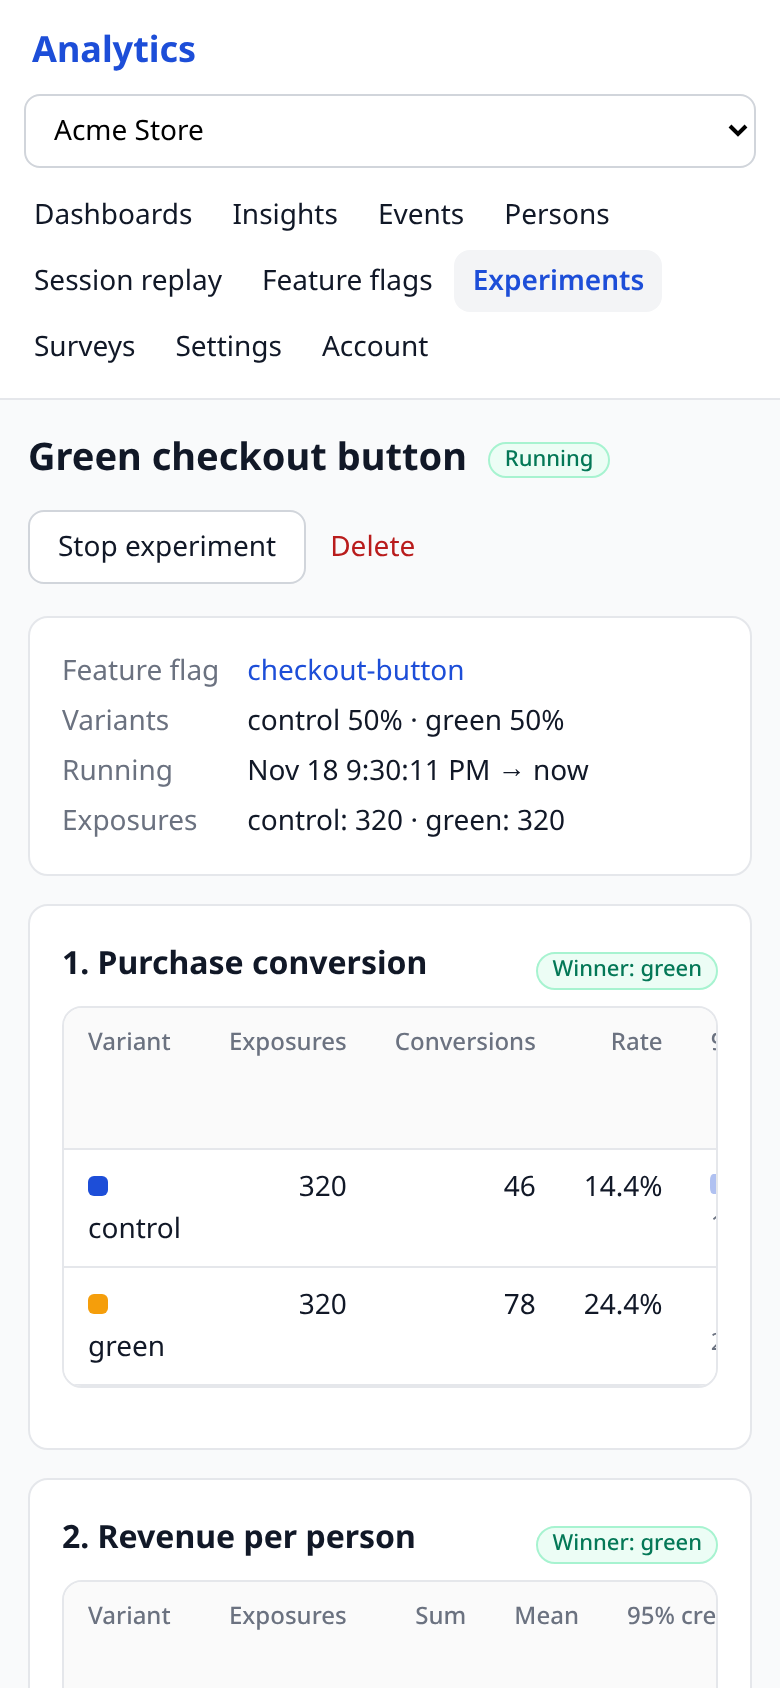 Analytics
Acme Store
Dashboards Insights Events Persons
Session replay Feature flags Experiments
Surveys Settings Account
Green checkout button Running
Stop experiment Delete
Feature flag checkout-button
Variants control 50% · green 50%
Running Nov 18 9:30:11 PM → now
Exposures control: 320 · green: 320
1. Purchase conversion Winner: green
Variant Exposures Conversions Rate
320 46 14.4%
control
320 78 24.4%
green
2. Revenue per person Winner: green
Variant Exposures Sum Mean 95% cre